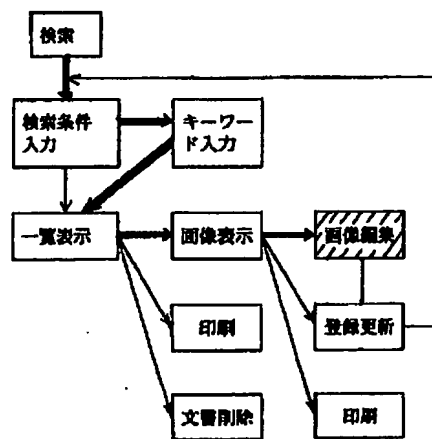 検索
検索条件
入力
キーワー
ド入力
一覧表示
画像表示
画像編集
印刷
登録更新
文書削除
印刷